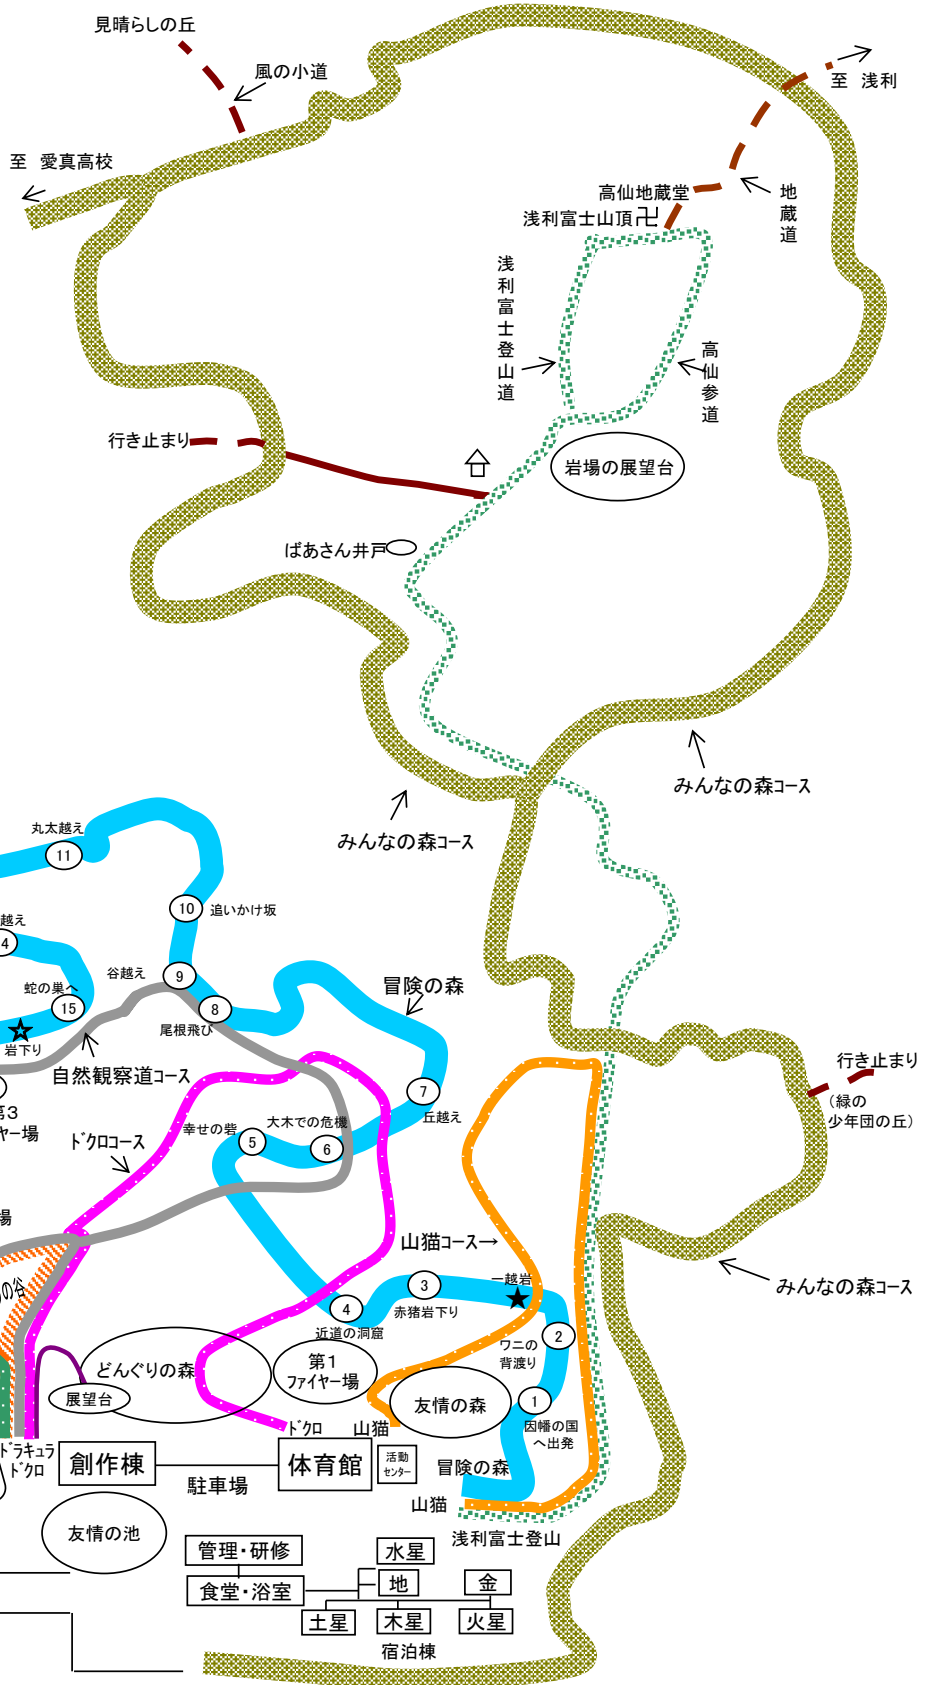 見晴らしの丘
風の小道
至 浅利
至 愛真高校
高仙地蔵堂
浅利富士山頂卍
地蔵道
浅利富士登山道
高仙参道
行き止まり
岩場の展望台
ばあさん井戸
みんなの森コース
みんなの森コース
丸太越え
11
10
追いかけ坂
越え
4
谷越え
9
冒険の森
蛇の巣へ
15
8
尾根飛び
岩下り
自然観察道コース
行き止まり
(緑の
少年団の丘)
7
丘越え
第3
ヤー場
ドクロコース
幸せの砦
5
大木での危機
6
場
山猫コース→
の谷
3
赤猪岩下り
一越岩
4
近道の洞窟
ワニの
背渡り
2
みんなの森コース
どんぐりの森
第1
ファイヤー場
展望台
友情の森
1
因幡の国
へ出発
ドクロ
山猫
ドラキュラ
ドクロ
創作棟
駐車場
体育館
活動
センター
冒険の森
山猫
友情の池
浅利富士登山
管理・研修
水星
食堂・浴室
地
金
土星
木星
火星
宿泊棟